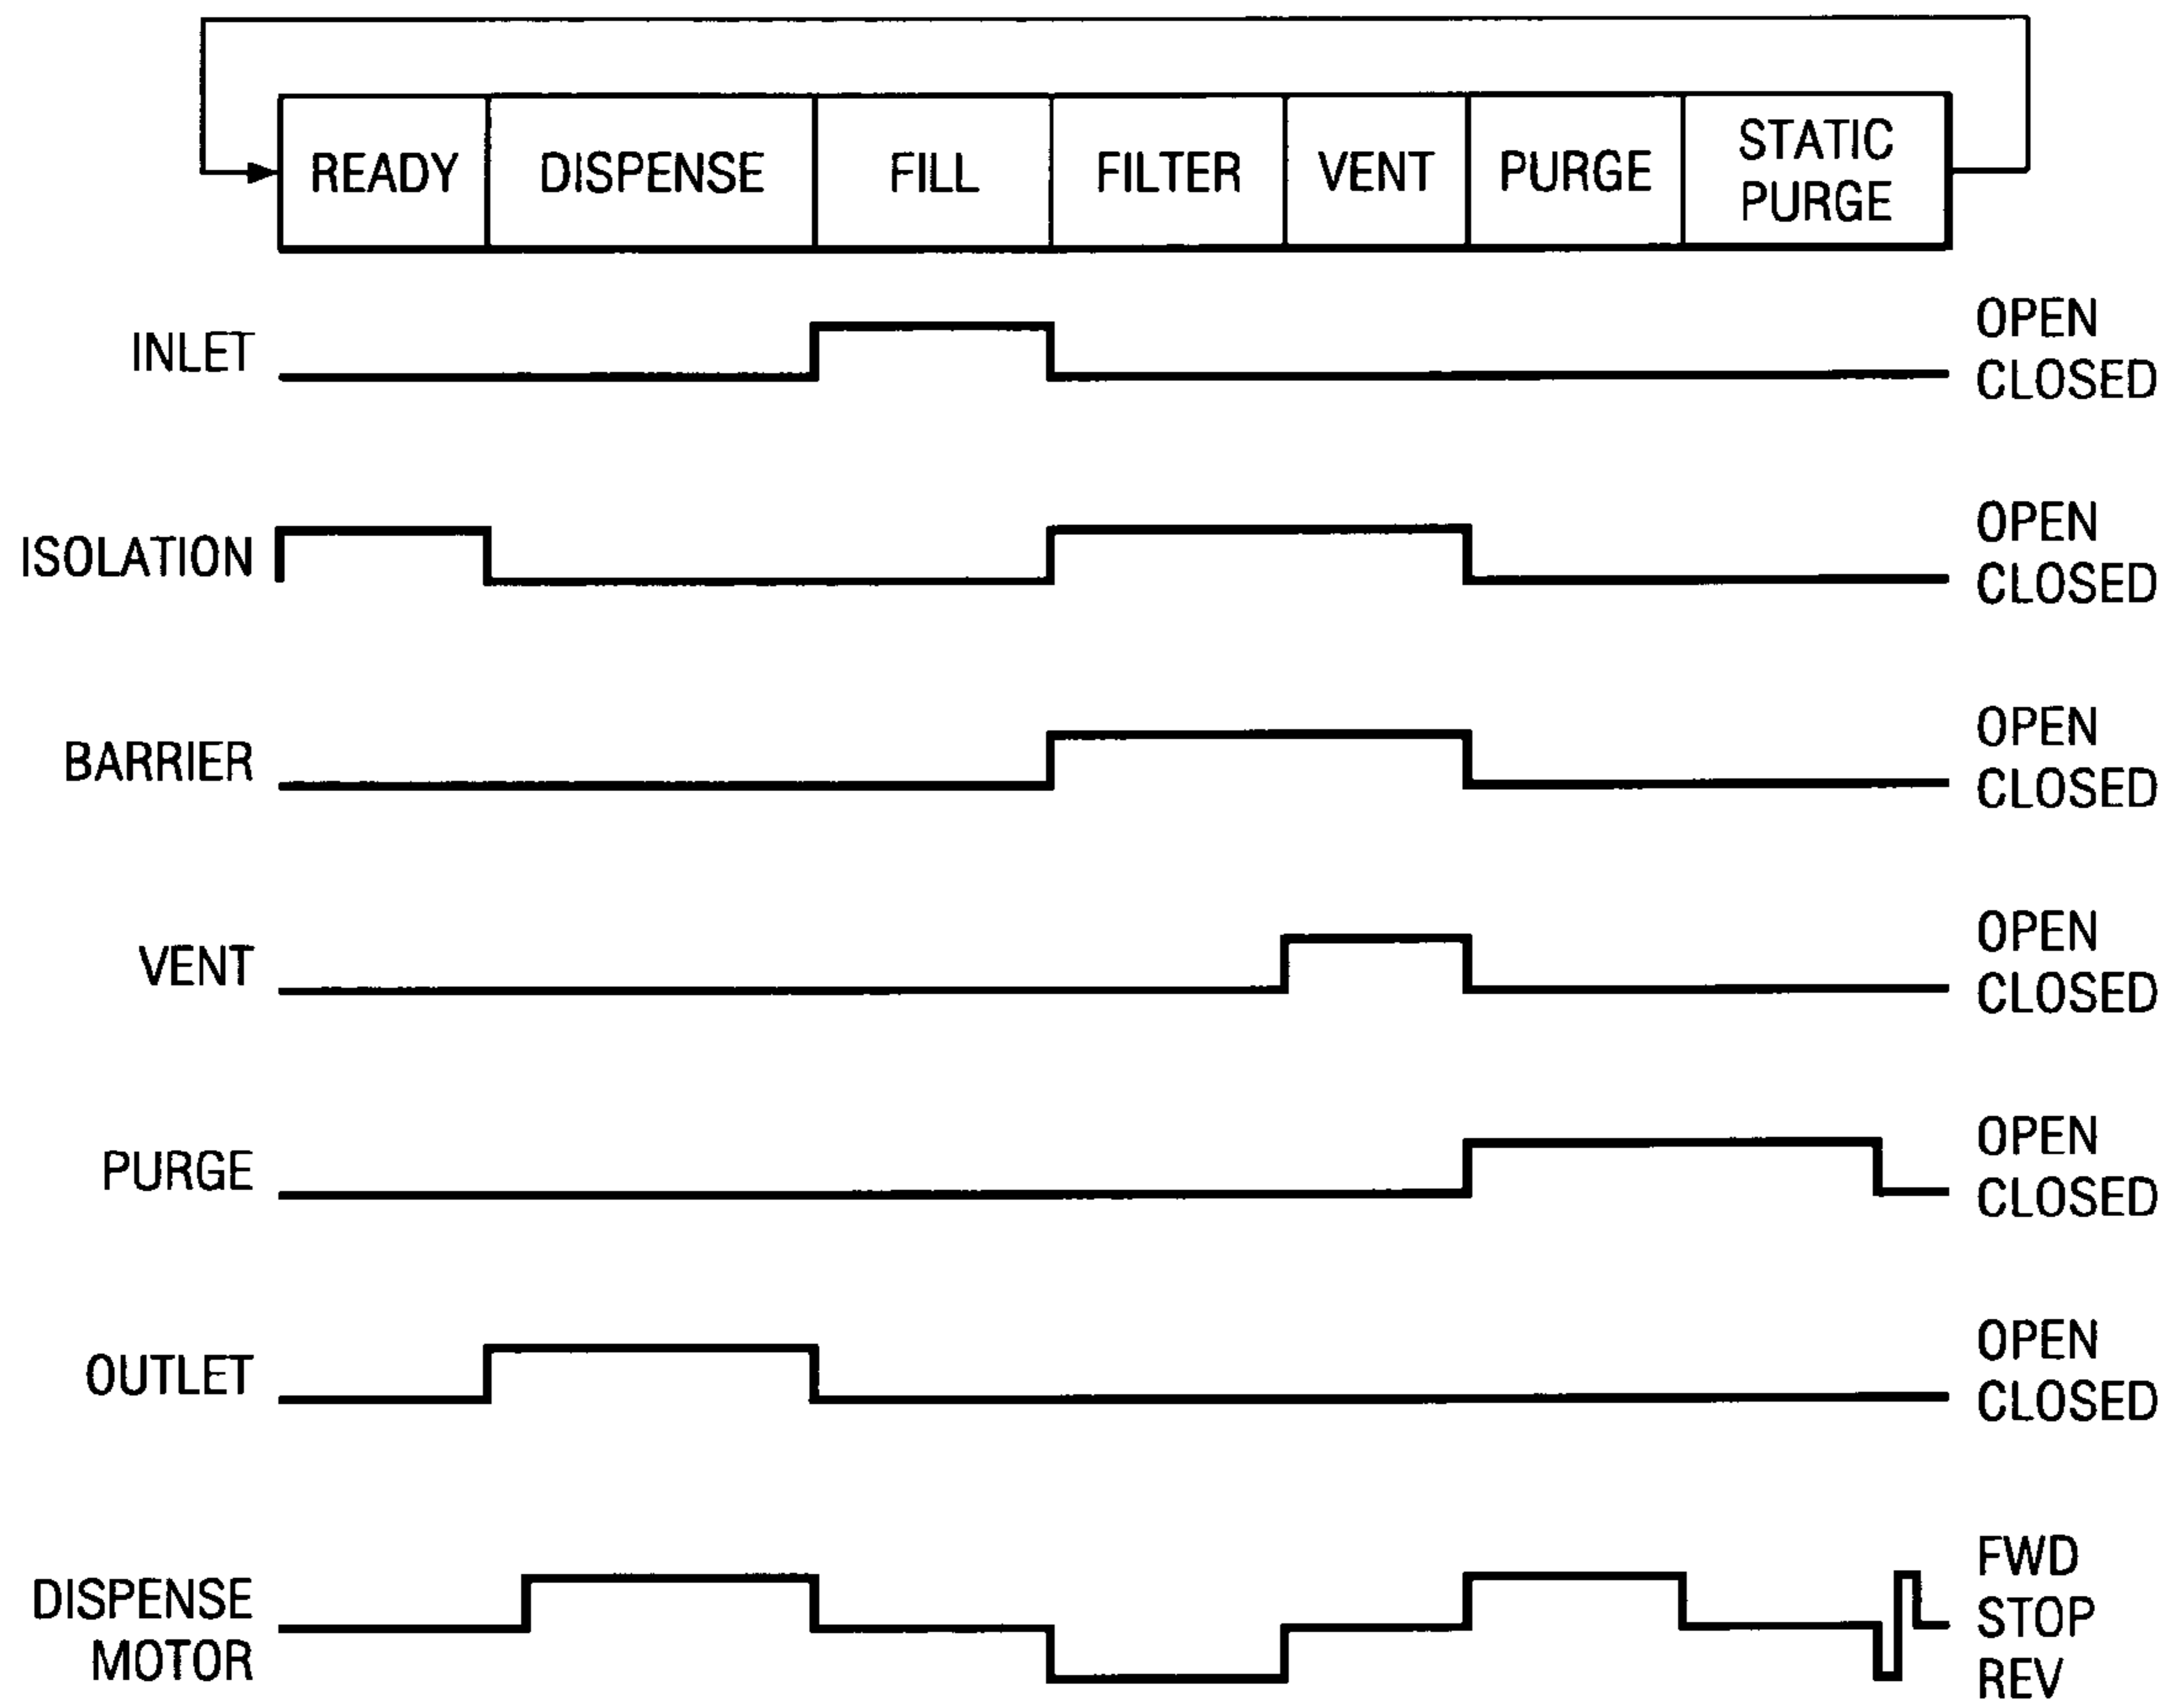 READY
DISPENSE
FILL
FILTER
VENT
PURGE
STATIC
PURGE
INLET
OPEN
CLOSED
ISOLATION
OPEN
CLOSED
BARRIER
OPEN
CLOSED
VENT
OPEN
CLOSED
PURGE
OPEN
CLOSED
OUTLET
OPEN
CLOSED
DISPENSE
MOTOR
FWD
STOP
REV